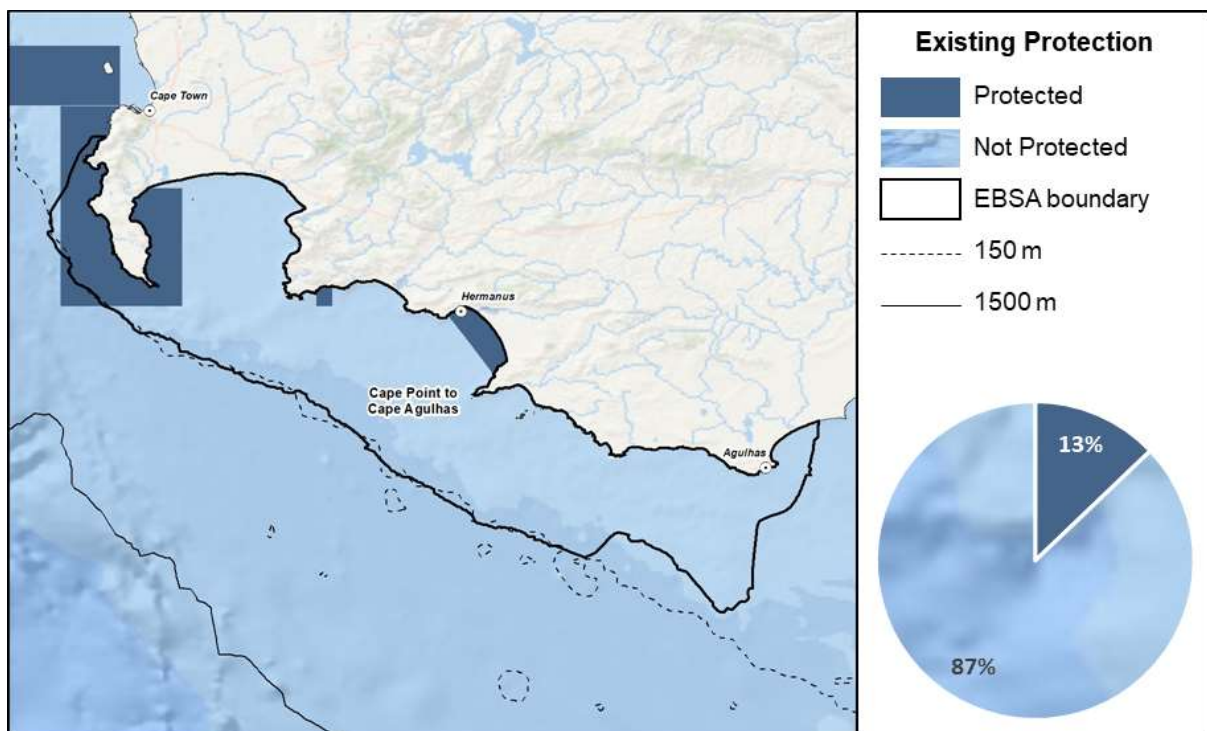 Cape Town
Hermanus
Cape Point to
Cape Agulhas
Agulhas
Existing Protection
Protected
Not Protected
EBSA boundary
150 m
1500 m
13%
87%